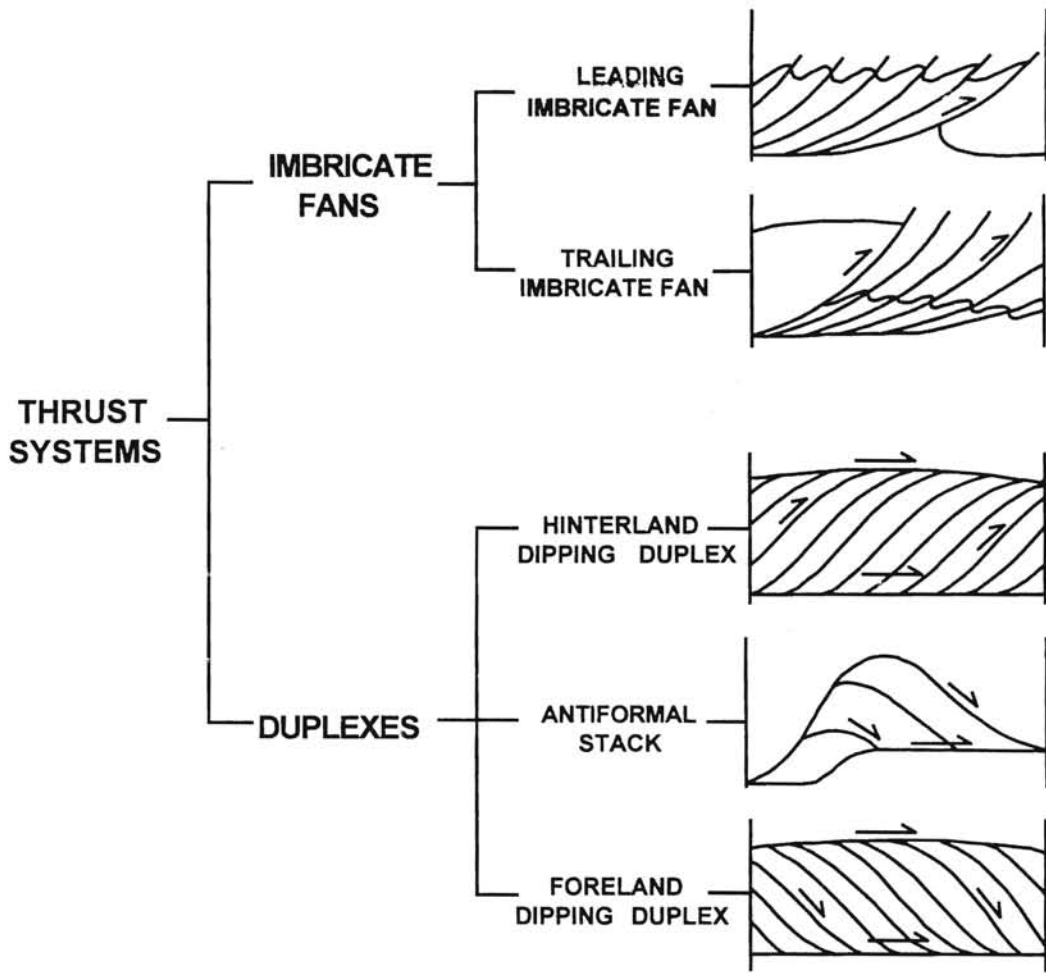 LEADING
IMBRICATE FAN
IMBRICATE
FANS
TRAILING
IMBRICATE FAN
THRUST
SYSTEMS
HINTERLAND
DIPPING DUPLEX
DUPLEXES
ANTIFORMAL
STACK
FORELAND
DIPPING DUPLEX